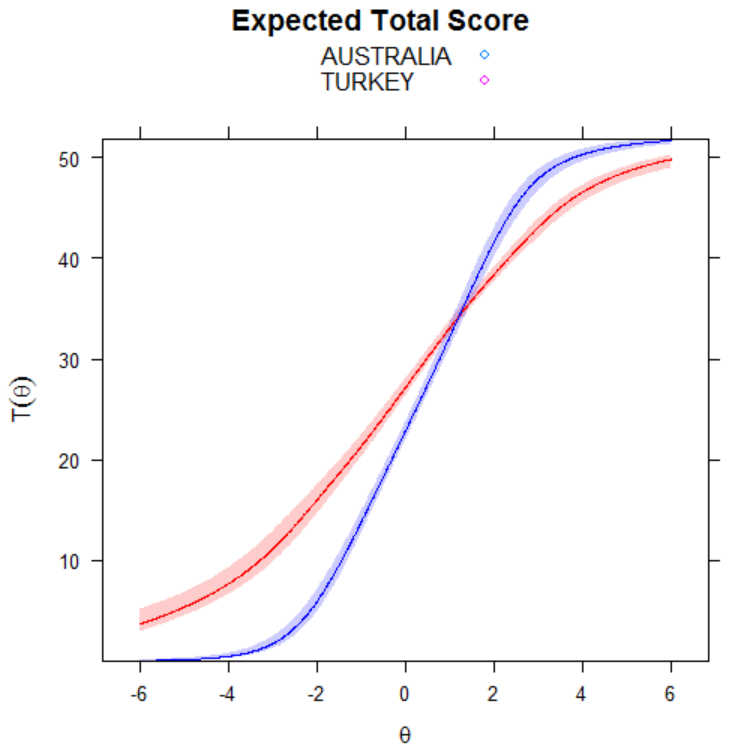 Expected Total Score
AUSTRALIA
TURKEY
50
40
30
20
10
T(θ)
-6 -4 -2 0 2 4 6
θ